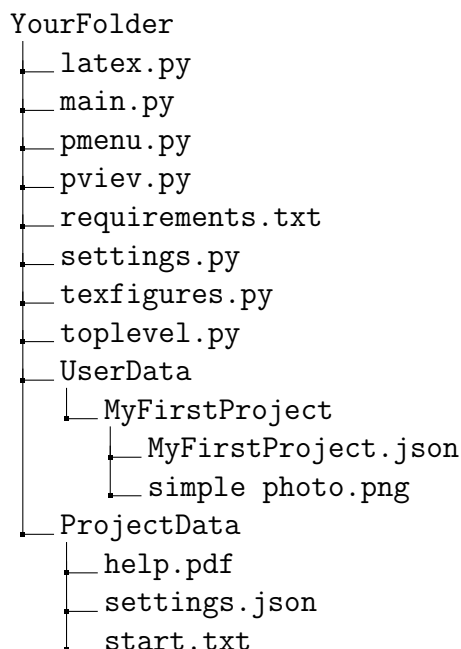 YourFolder
latex.py
main.py
pmenu.py
pviev.py
requirements.txt
settings.py
texfigures.py
toplevel.py
UserData
MyFirstProject
MyFirstProject.json
simple photo.png
ProjectData
help.pdf
settings.json
start.txt